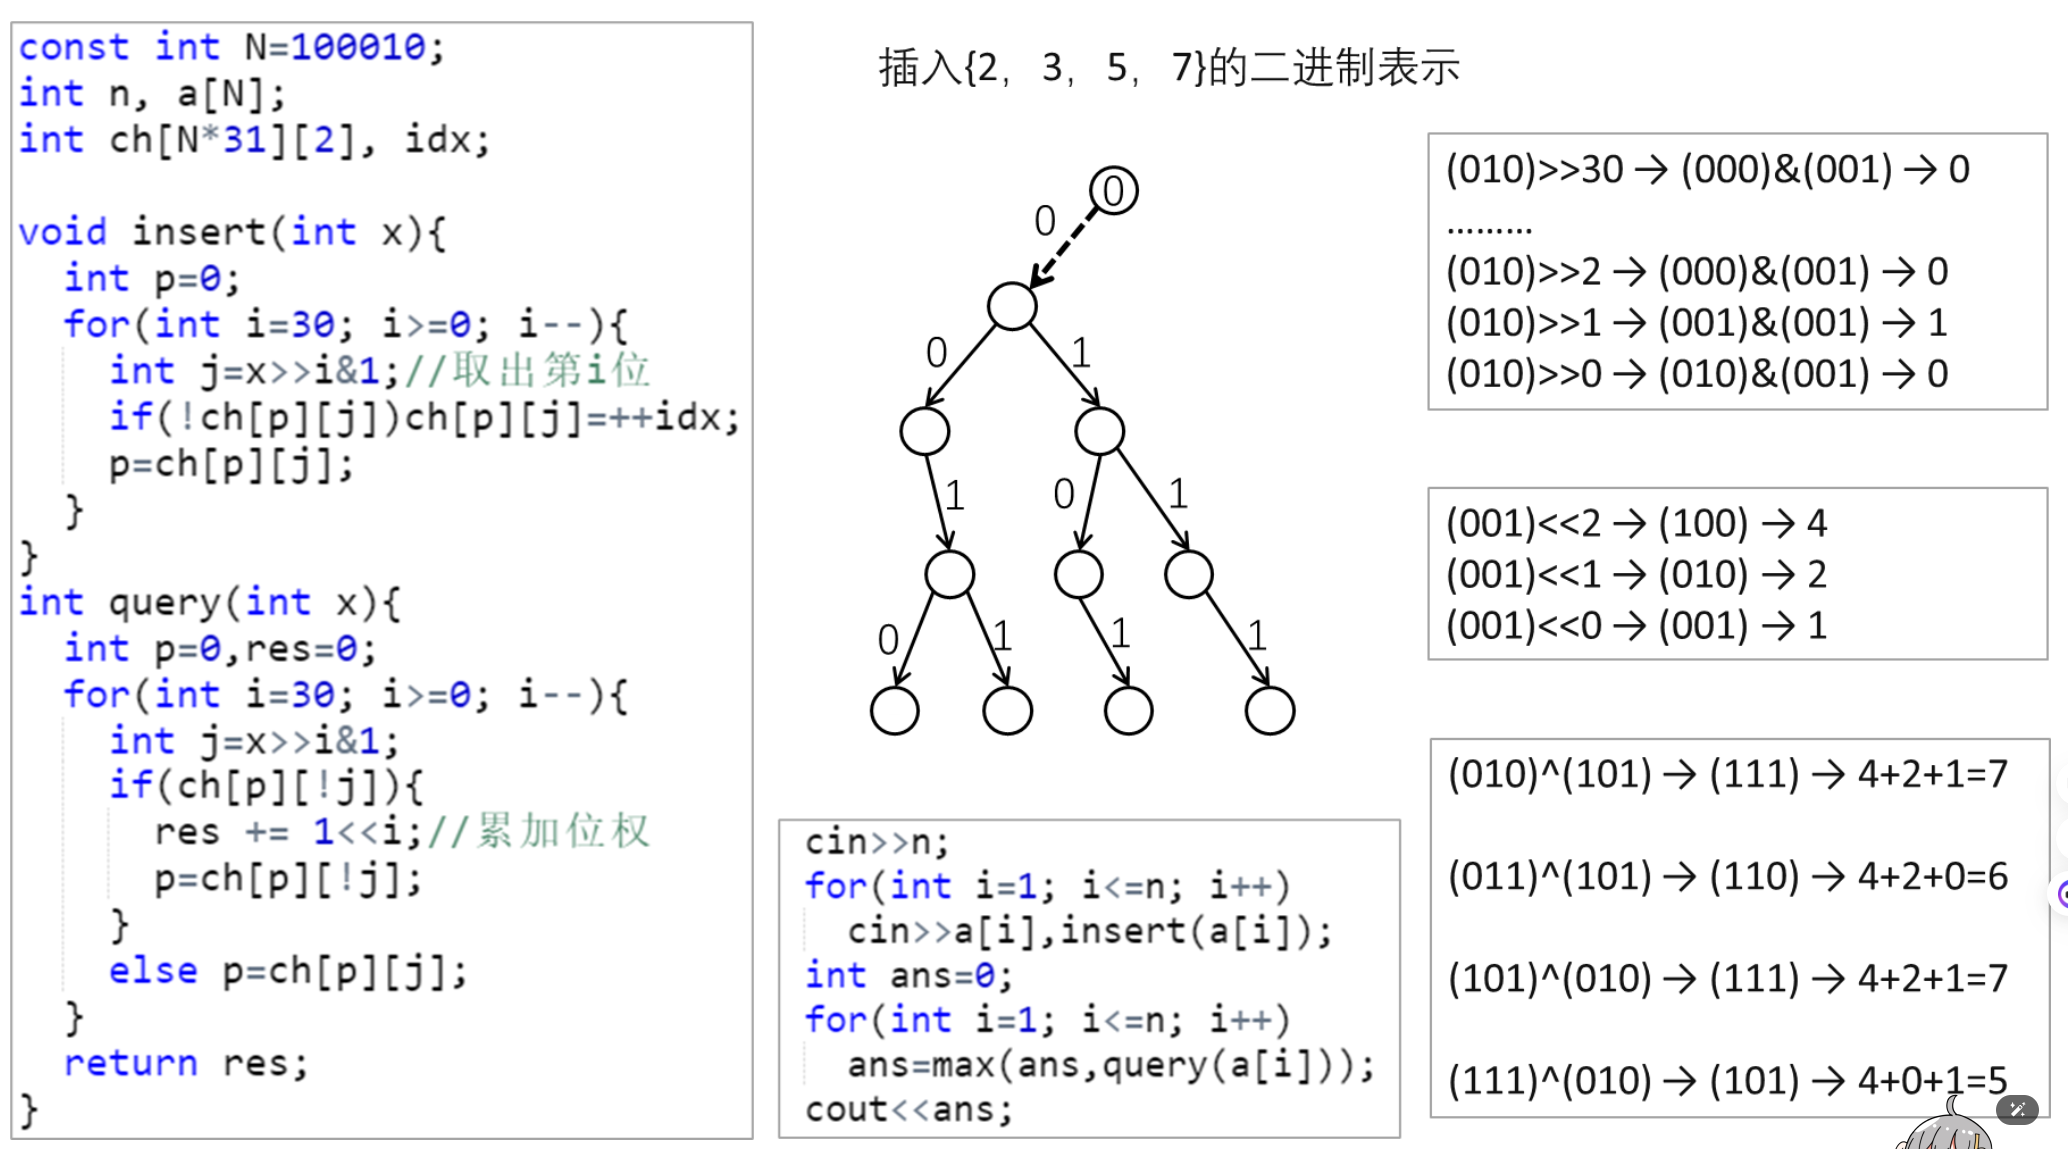 const int N=100010;
int n, a[N];
int ch[N*31][2], idx;
void insert(int x){
int p=0;
for(int i=30; i>=0; i--){
int j=x>>i&1;//取出第i位
if(!ch[p][j])ch[p][j]=++idx;
p=ch[p][j];
}
}
int query(int x){
int p=0,res=0;
for(int i=30; i>=0; i--){
int j=x>>i&1;
if(ch[p][!j]){
res += 1<<i;//累加位权
p=ch[p][!j];
}
else p=ch[p][j];
}
return res;
}
插入{2, 3, 5, 7}的二进制表示
0
0
0 1
1 0 1
0 1 1 1
cin>>n;
for(int i=1; i<=n; i++)
cin>>a[i],insert(a[i]);
int ans=0;
for(int i=1; i<=n; i++)
ans=max(ans,query(a[i]));
cout<<ans;
(010)>>30 → (000)&(001) → 0
.........
(010)>>2 → (000)&(001) → 0
(010)>>1 → (001)&(001) → 1
(010)>>0 → (010)&(001) → 0
(001)<<2 → (100) → 4
(001)<<1 → (010) → 2
(001)<<0 → (001) → 1
(010)^(101) → (111) → 4+2+1=7
(011)^(101) → (110) → 4+2+0=6
(101)^(010) → (111) → 4+2+1=7
(111)^(010) → (101) → 4+0+1=5